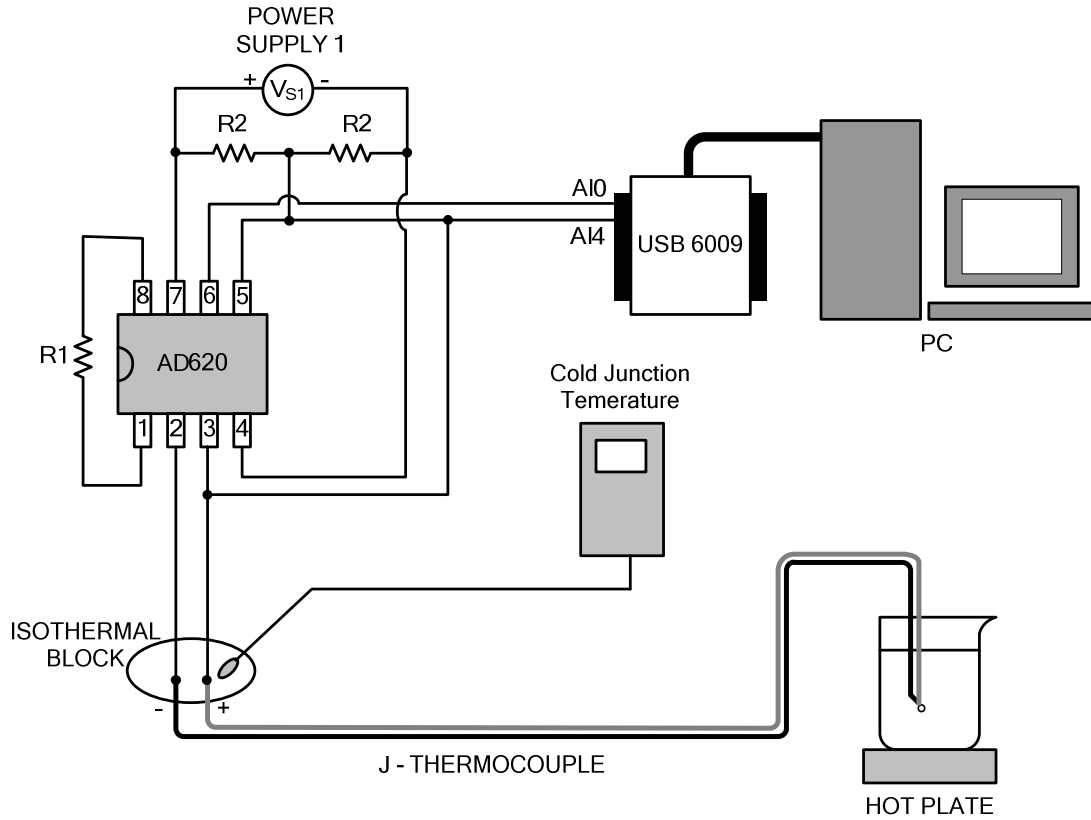 POWER
SUPPLY 1
+ VS1 -
R2 R2
AI0
AI4
USB 6009
PC
8 7 6 5
R1
AD620
1 2 3 4
Cold Junction
Temerature
ISOTHERMAL
BLOCK
- +
J - THERMOCOUPLE
HOT PLATE